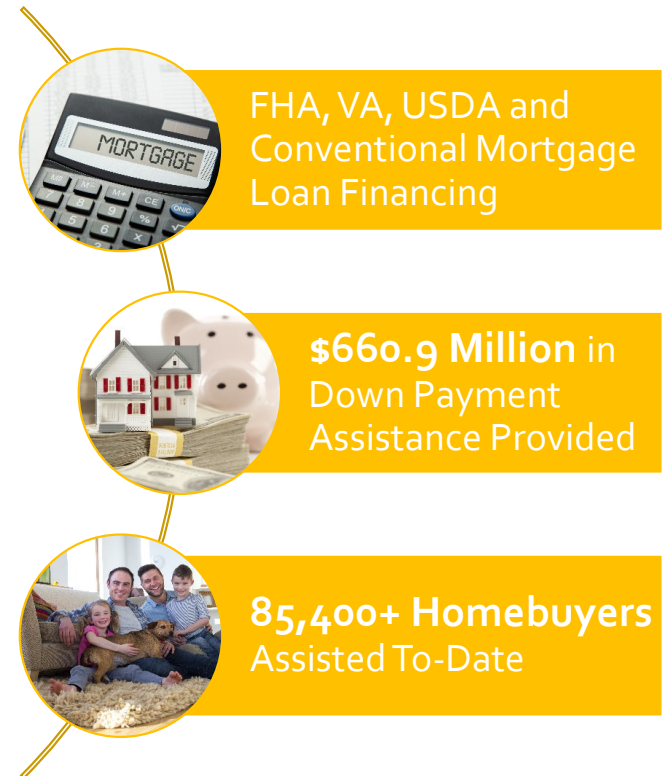 MORTGAGE
FHA, VA, USDA and
Conventional Mortgage
Loan Financing
$660.9 Million in
Down Payment
Assistance Provided
85,400+ Homebuyers
Assisted To-Date